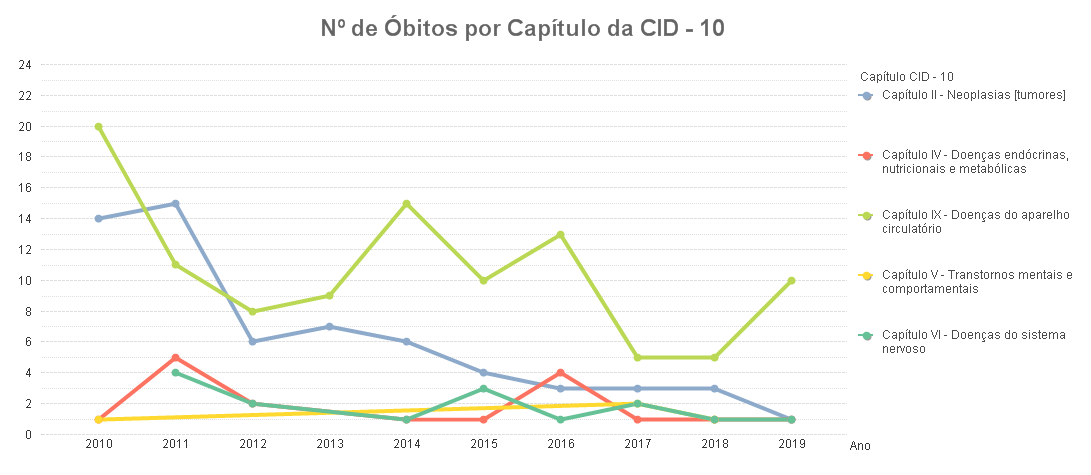 Nº de Óbitos por Capítulo da CID - 10
24
22
20
18
16
14
12
10
8
6
4
2
0
2010 2011 2012 2013 2014 2015 2016 2017 2018 2019
Ano
Capítulo CID - 10
Capítulo II - Neoplasias [tumores]
Capítulo IV - Doenças endócrinas,
nutricionais e metabólicas
Capítulo IX - Doenças do aparelho
circulatório
Capítulo V - Transtornos mentais e
comportamentais
Capítulo VI - Doenças do sistema
nervoso